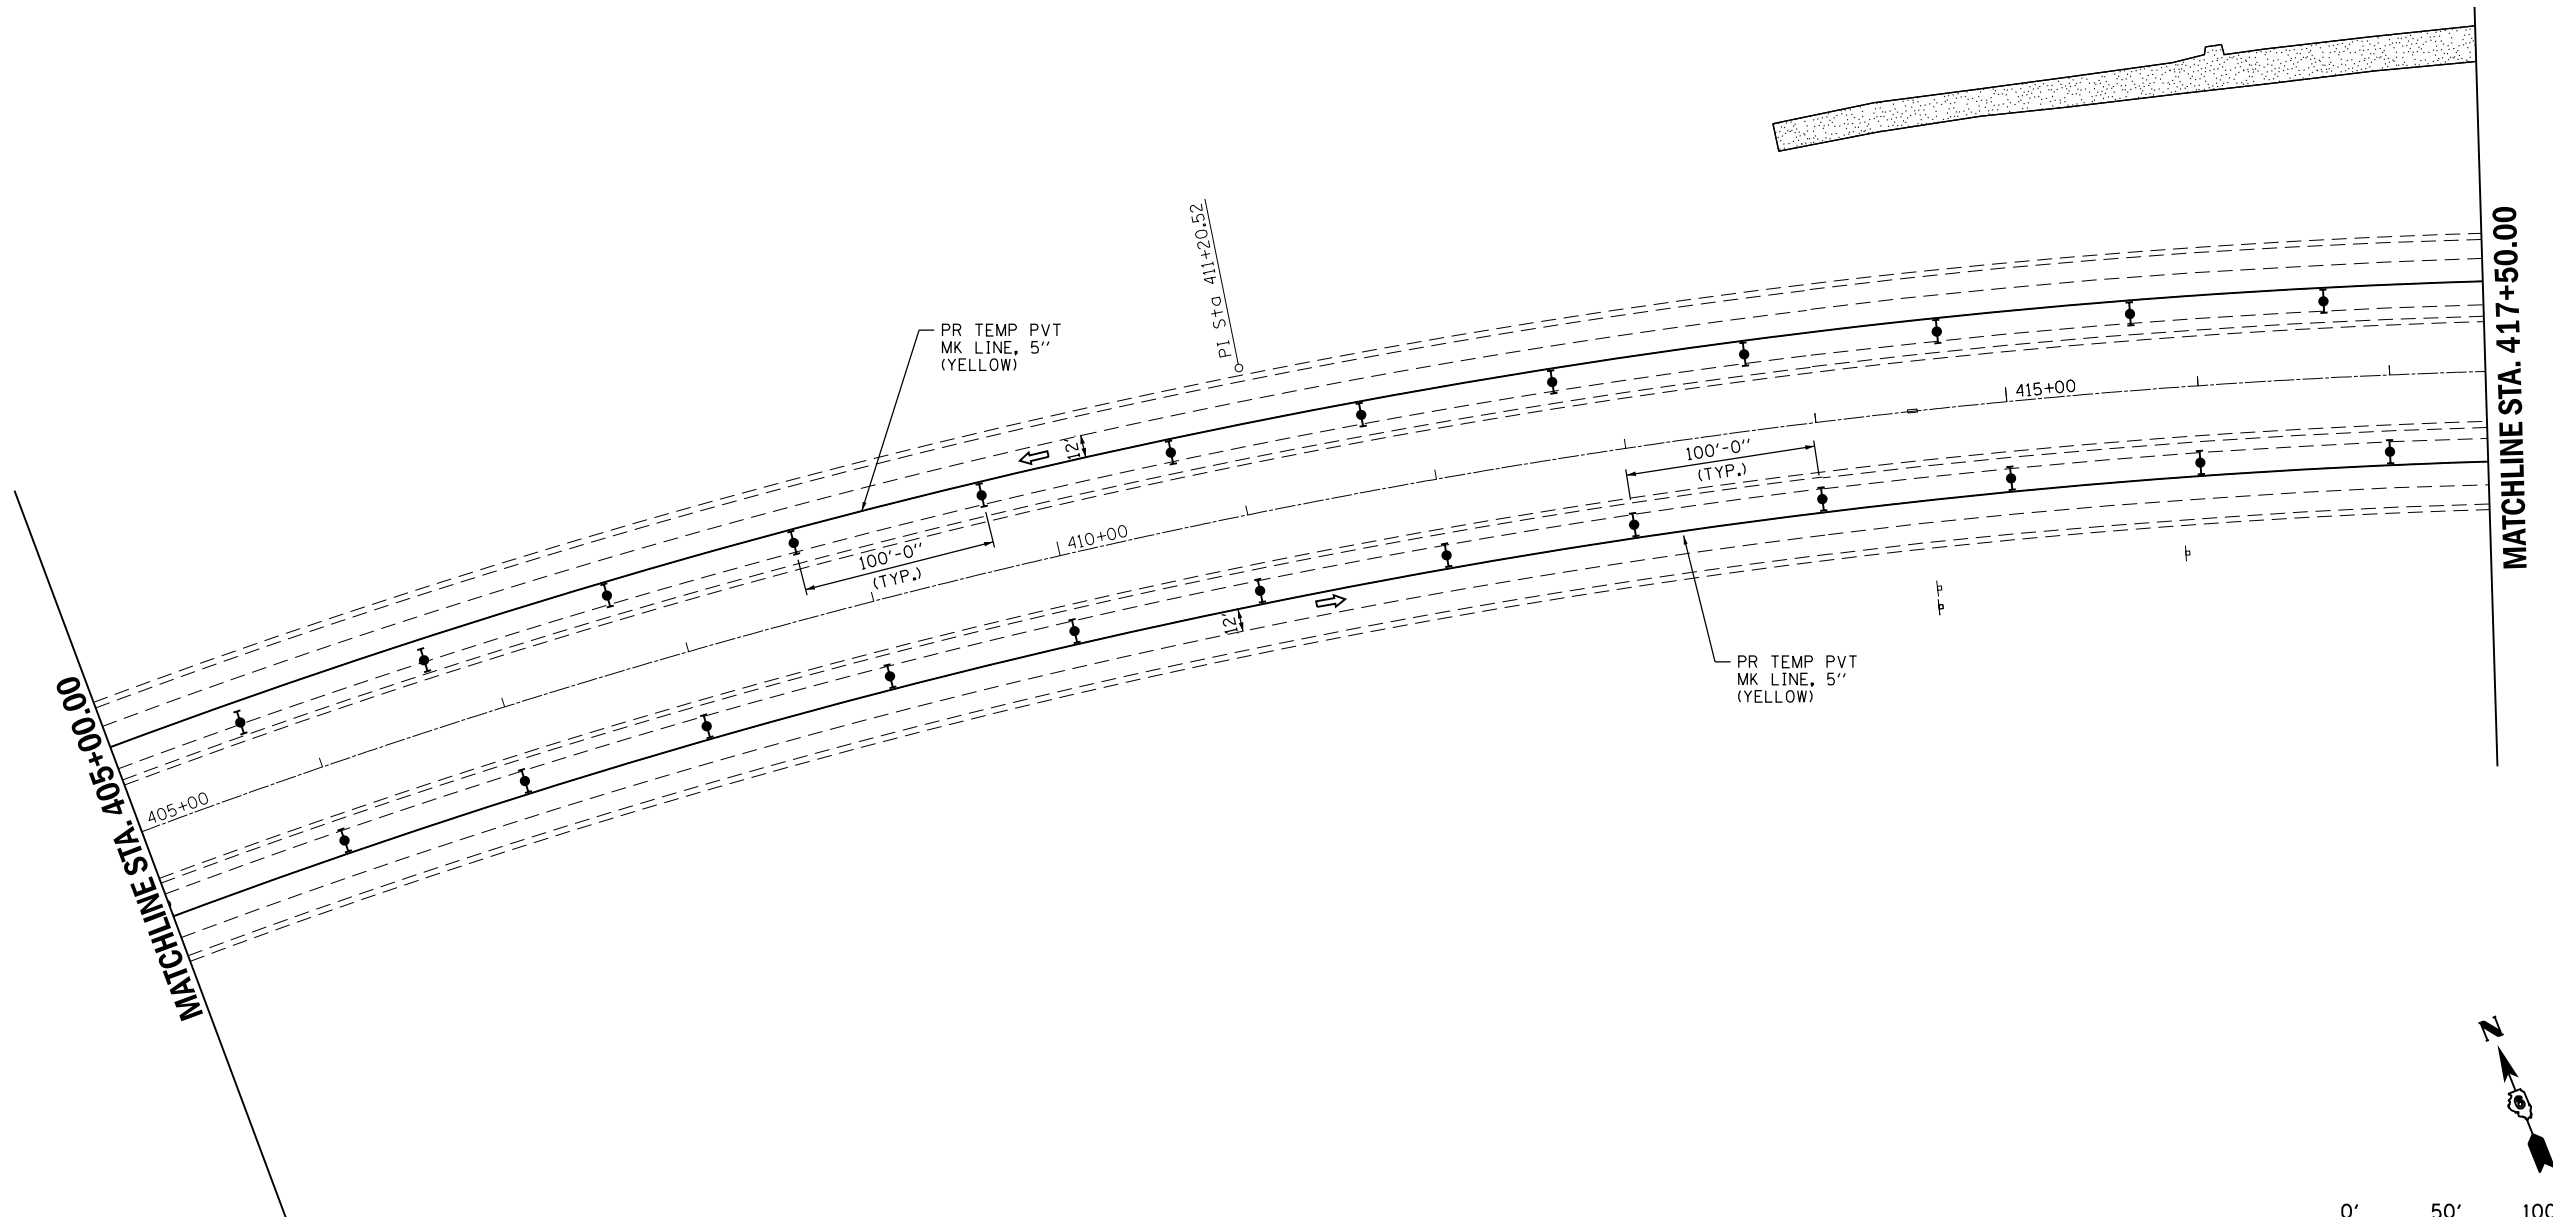 PI Sta 411+20.52
PR TEMP PVT
MK LINE, 5''
(YELLOW)
12'
100'-0''
(TYP.)
410+00
100'-0''
(TYP.)
415+00
MATCHLINE STA. 417+50.00
12'
PR TEMP PVT
MK LINE, 5''
(YELLOW)
405+00
MATCHLINE STA. 405+00.00
N
0'
50'
100